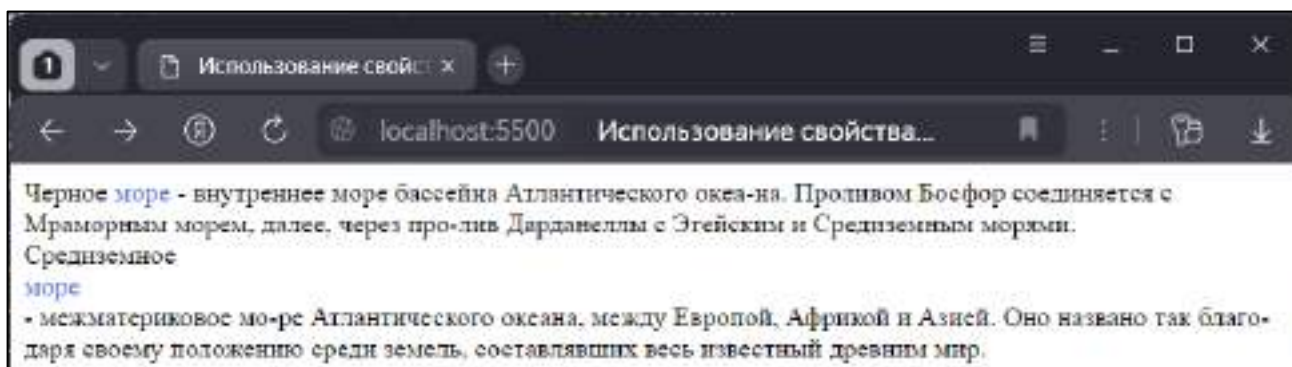 1 Использование свойс
localhost:5500 Использование свойства...
Черное море - внутреннее море бассейна Атлантического океа-на. Проливом Босфор соединяется с
Мраморным морем, далее, через про-лив Дарданеллы с Эгейским и Средиземным морями.
Средиземное
море
- межматериковое мо-ре Атлантического океана, между Европой, Африкой и Азией. Оно названо так благо-
даря своему положению среди земель, составлявших весь известный древним мир.